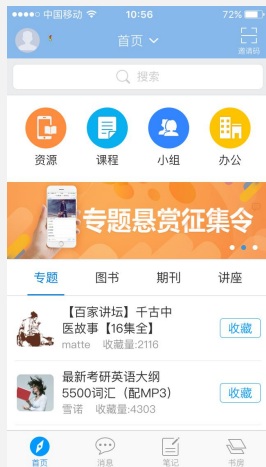 中国移动 10:56 72%
首页
邀请码
搜索
资源 课程 小组 办公
专题悬赏征集令
专题 图书 期刊 讲座
【百家讲坛】千古中
医故事【16集全】
matte 收藏量:2116
收藏
最新考研英语大纲
5500词汇（配MP3）
雪诺 收藏量:4303
收藏
首页 消息 笔记 书房